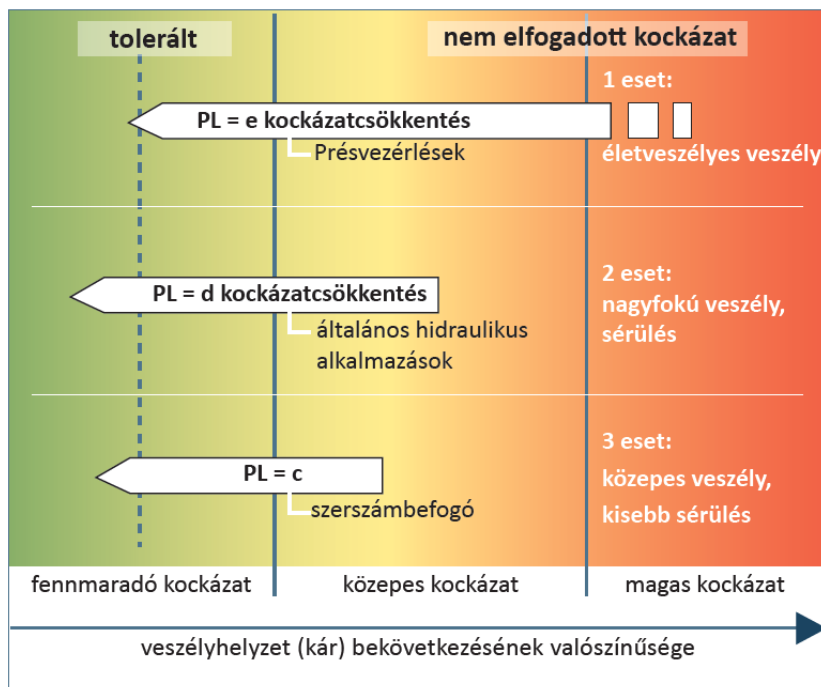 tolerált
nem elfogadott kockázat
1 eset:
PL = e kockázatcsökkentés
Présvezérlések
életveszélyes veszély
2 eset:
PL = d kockázatcsökkentés
nagyfokú veszély,
általános hidraulikus
sérülés
alkalmazások
3 eset:
PL = c
közepes veszély,
szerszámbefogó
kisebb sérülés
fennmaradó kockázat
közepes kockázat
magas kockázat
veszélyhelyzet (kár) bekövetkezésének valószínűsége